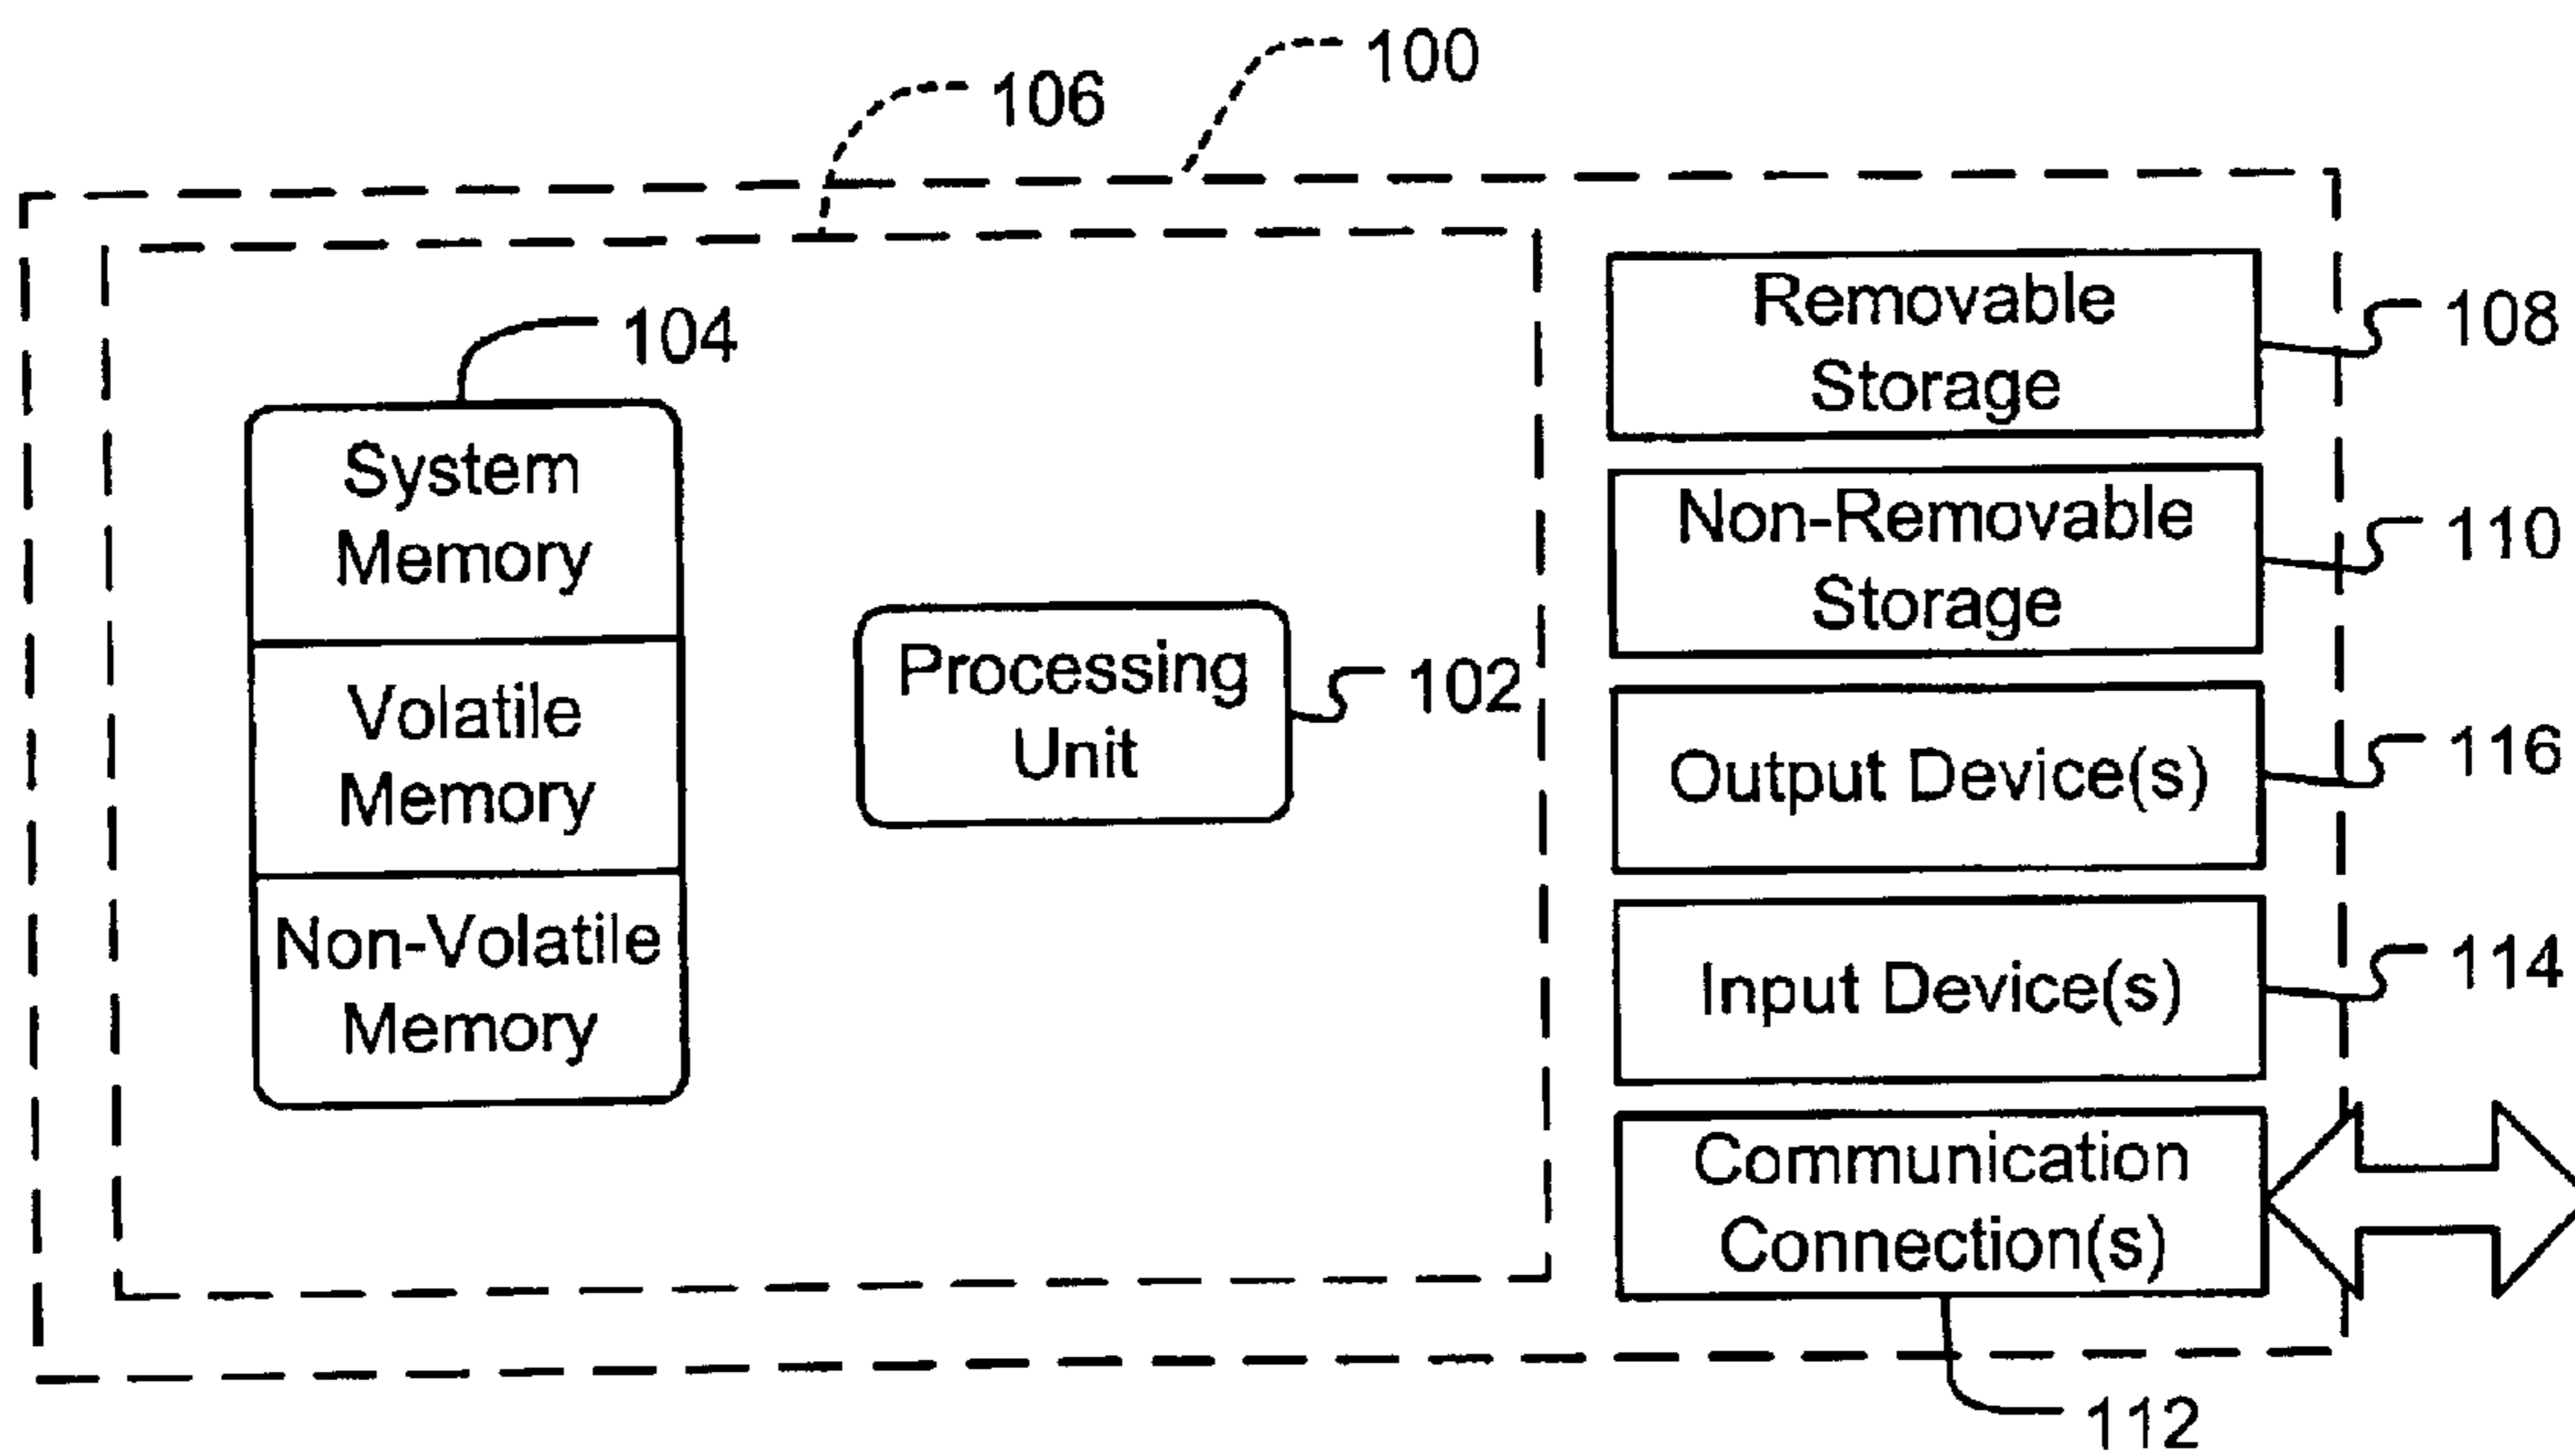 100
106
104
System
Memory
Volatile
Memory
Non-Volatile
Memory
Processing
Unit
102
Removable
Storage
108
Non-Removable
Storage
110
Output Device(s)
116
Input Device(s)
114
Communication
Connection(s)
112